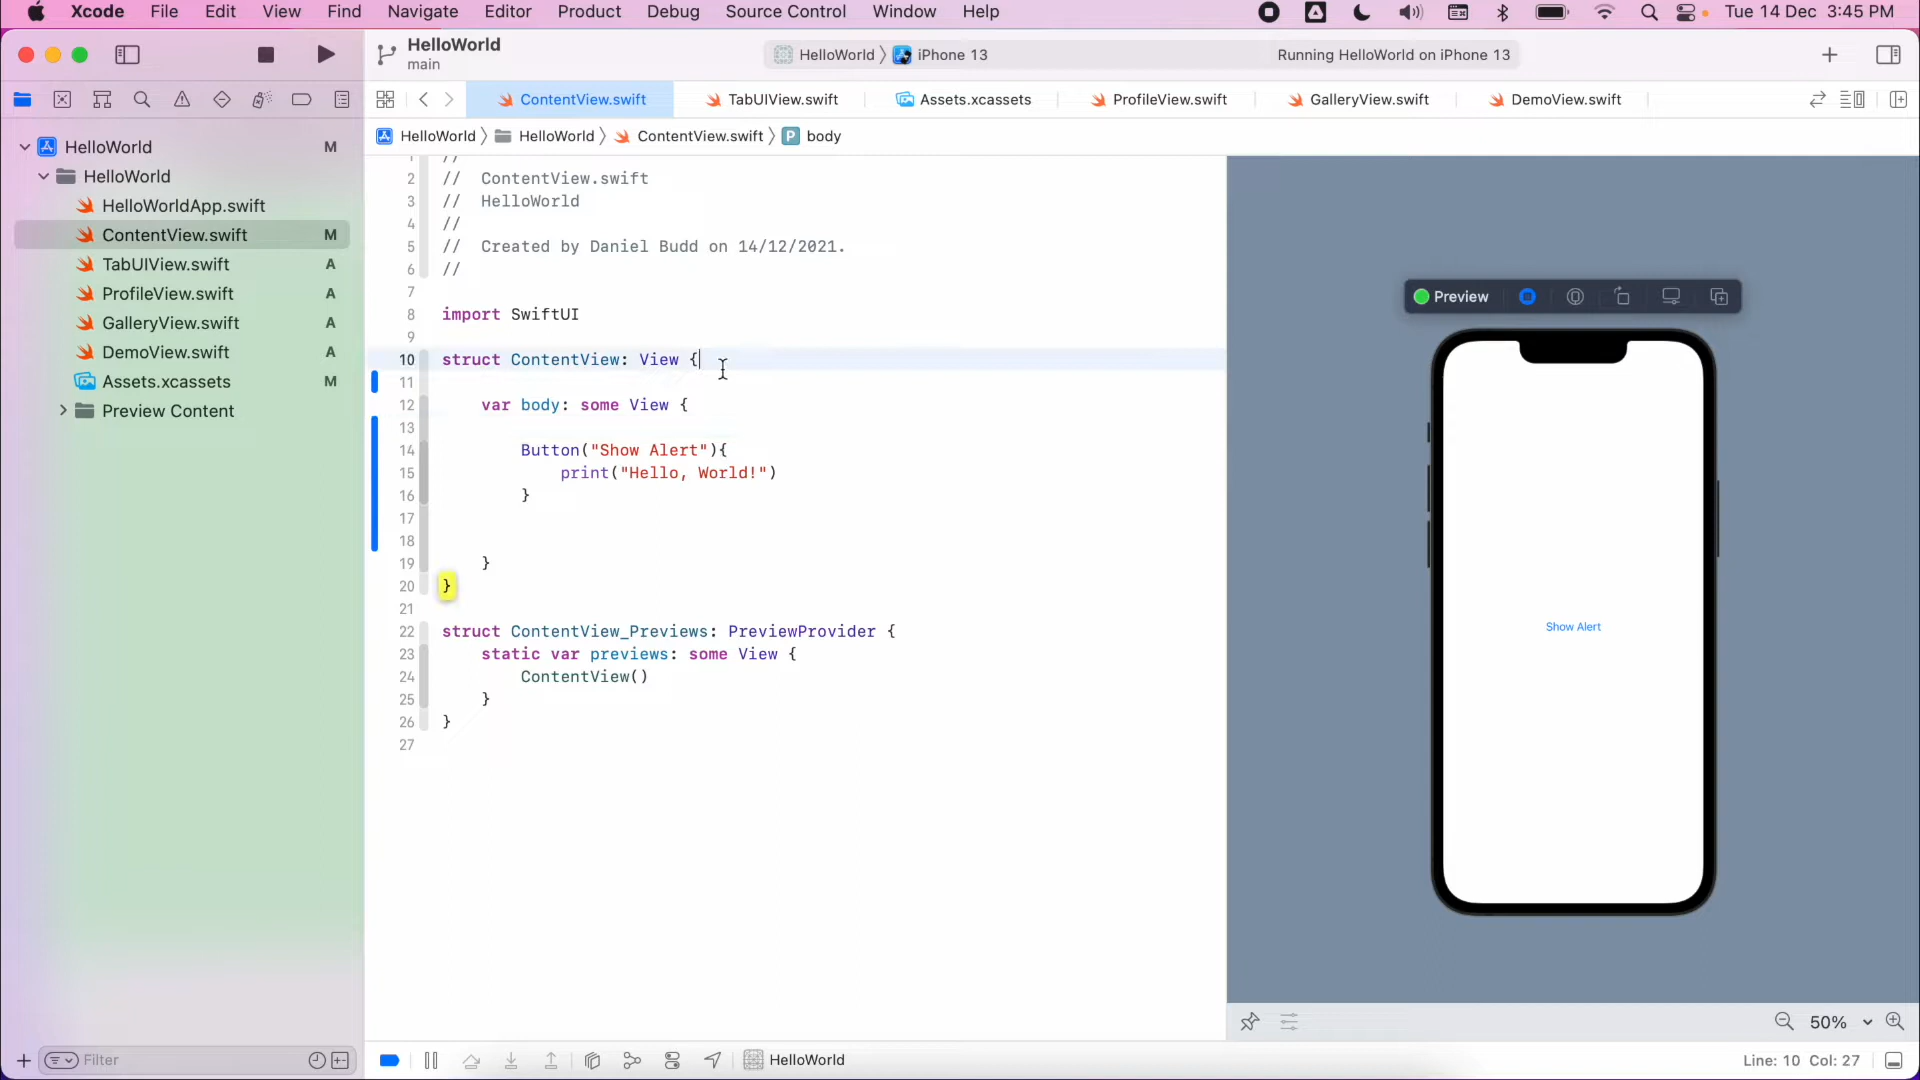 Xcode File Edit View Find Navigate Editor Product Debug Source Control Window Help Tue 14 Dec 3:45 PM
HelloWorld
main
HelloWorld iPhone 13 Running HelloWorld on iPhone 13
ContentView.swift TabUIView.swift Assets.xcassets ProfileView.swift GalleryView.swift DemoView.swift
HelloWorld HelloWorld ContentView.swift P body
HelloWorld M
HelloWorld
HelloWorldApp.swift
ContentView.swift M
TabUIView.swift A
ProfileView.swift A
GalleryView.swift A
DemoView.swift A
Assets.xcassets M
Preview Content
1 //
2 // ContentView.swift
3 // HelloWorld
4 //
5 // Created by Daniel Budd on 14/12/2021.
6 //
7
8 import SwiftUI
9
10 struct ContentView: View {
11
12 var body: some View {
13
14 Button("Show Alert"){
15 print("Hello, World!")
16 }
17
18
19 }
20 }
21
22 struct ContentView_Previews: PreviewProvider {
23 static var previews: some View {
24 ContentView()
25 }
26 }
27
Preview
Show Alert
50%
Filter
HelloWorld
Line: 10 Col: 27